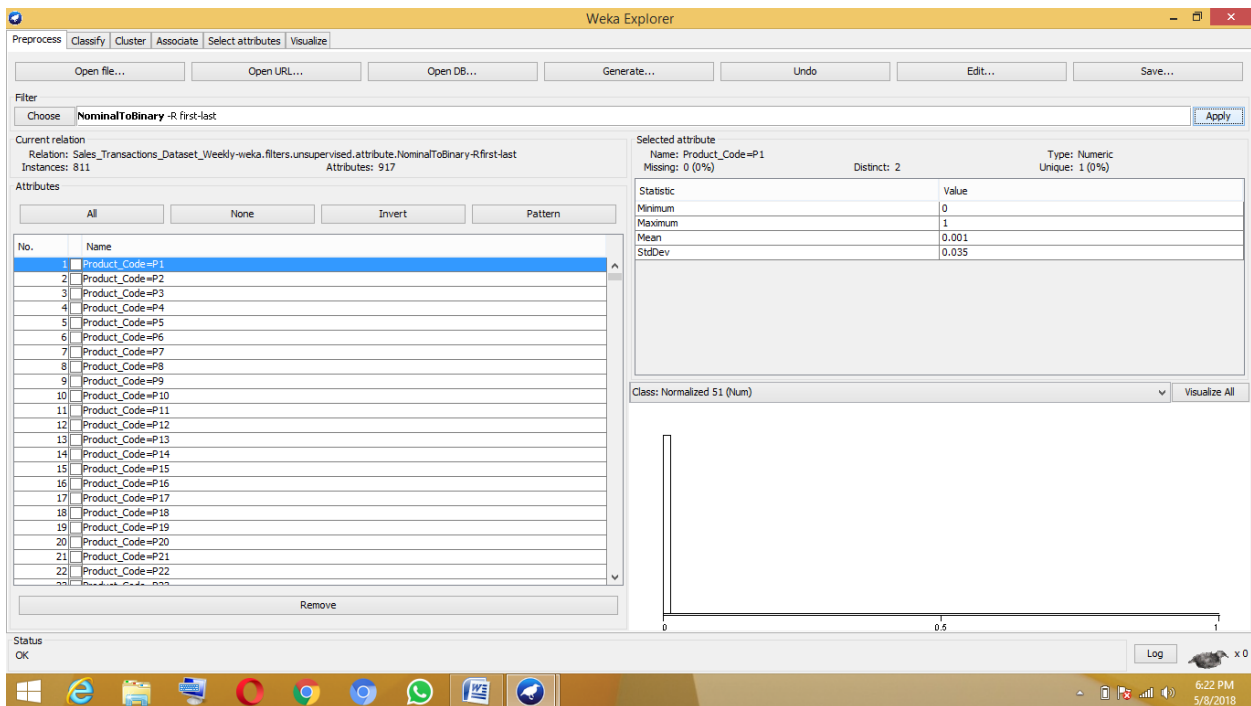 Weka Explorer
Preprocess Classify Cluster Associate Select attributes Visualize
Open file... Open URL... Open DB... Generate... Undo Edit... Save...
Filter
Choose NominalToBinary -R first-last Apply
Current relation
Relation: Sales_Transactions_Dataset_Weekly-weka.filters.unsupervised.attribute.NominalToBinary-Rfirst-last
Instances: 811 Attributes: 917
Attributes
All None Invert Pattern
No. Name
1 Product_Code=P1
2 Product_Code=P2
3 Product_Code=P3
4 Product_Code=P4
5 Product_Code=P5
6 Product_Code=P6
7 Product_Code=P7
8 Product_Code=P8
9 Product_Code=P9
10 Product_Code=P10
11 Product_Code=P11
12 Product_Code=P12
13 Product_Code=P13
14 Product_Code=P14
15 Product_Code=P15
16 Product_Code=P16
17 Product_Code=P17
18 Product_Code=P18
19 Product_Code=P19
20 Product_Code=P20
21 Product_Code=P21
22 Product_Code=P22
Remove
Selected attribute
Name: Product_Code=P1 Type: Numeric
Missing: 0 (0%) Distinct: 2 Unique: 1 (0%)
Statistic Value
Minimum 0
Maximum 1
Mean 0.001
StdDev 0.035
Class: Normalized 51 (Num) Visualize All
0 0.5 1
Status
OK
Log x 0
6:22 PM
5/8/2018